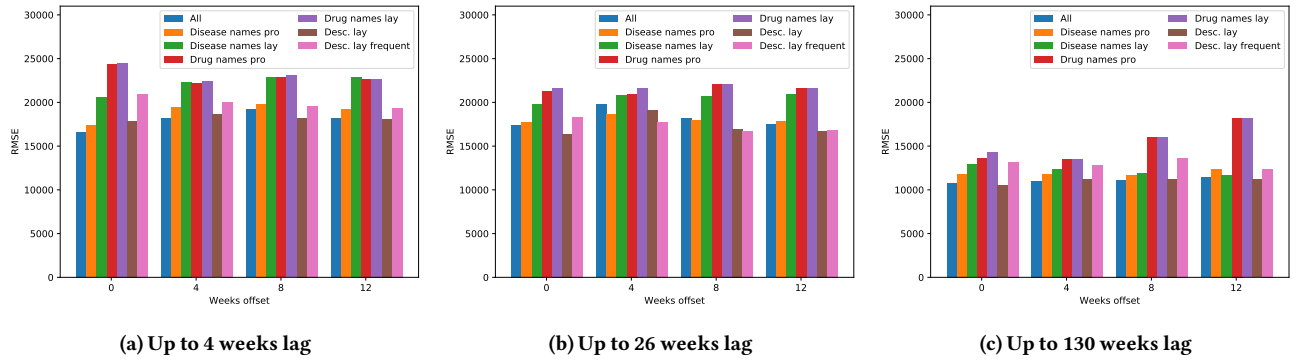 30000
25000
20000
15000
10000
5000
0
RMSE
All
Disease names pro
Disease names lay
Drug names pro
Drug names lay
Desc. lay
Desc. lay frequent
0 4 8 12
Weeks offset
(a) Up to 4 weeks lag
30000
25000
20000
15000
10000
5000
0
RMSE
All
Disease names pro
Disease names lay
Drug names pro
Drug names lay
Desc. lay
Desc. lay frequent
0 4 8 12
Weeks offset
(b) Up to 26 weeks lag
30000
25000
20000
15000
10000
5000
0
RMSE
All
Disease names pro
Disease names lay
Drug names pro
Drug names lay
Desc. lay
Desc. lay frequent
0 4 8 12
Weeks offset
(c) Up to 130 weeks lag